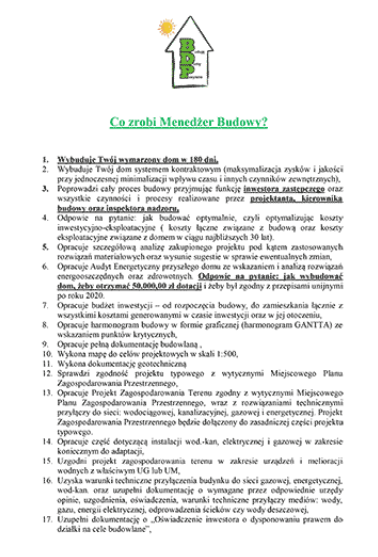 BDP
Co zrobi Menedżer Budowy?
1. Wybuduje Twój wymarzony dom w 180 dni.
2. Wybuduje Twój dom systemem kontraktowym (maksymalizacja zysków i jakości
przy jednoczesnej minimalizacji wpływu czasu i innych czynników zewnętrznych),
3. Poprowadzi cały proces budowy przyjmując funkcję inwestora zastępczego oraz
wszystkie czynności i procesy realizowane przez projektanta, kierownika
budowy oraz inspektora nadzoru,
4. Odpowie na pytanie: jak budować optymalnie, czyli optymalizując koszty
inwestycyjno-eksploatacyjne ( koszty łączne związane z budową oraz koszty
eksploatacyjne związane z domem w ciągu najbliższych 30 lat).
5. Opracuje szczegółową analizę zakupionego projektu pod kątem zastosowanych
rozwiązań materiałowych oraz wysunie sugestie w sprawie ewentualnych zmian,
6. Opracuje Audyt Energetyczny przyszłego domu ze wskazaniem i analizą rozwiązań
energooszczędnych oraz zdrowotnych. Odpowie na pytanie: jak wybudować
dom, żeby otrzymać 50,000,00 zł dotacji i żeby był zgodny z przepisami unijnymi
po roku 2020.
7. Opracuje budżet inwestycji – od rozpoczęcia budowy, do zamieszkania łącznie z
wszystkimi kosztami generowanymi w czasie inwestycji oraz w jej otoczeniu,
8. Opracuje harmonogram budowy w formie graficznej (harmonogram GANTTA) ze
wskazaniem punktów krytycznych,
9. Opracuje pełną dokumentację budowlaną ,
10. Wykona mapę do celów projektowych w skali 1:500,
11. Wykona dokumentację geotechniczną
12. Sprawdzi zgodność projektu typowego z wytycznymi Miejscowego Planu
Zagospodarowania Przestrzennego,
13. Opracuje Projekt Zagospodarowania Terenu zgodny z wytycznymi Miejscowego
Planu Zagospodarowania Przestrzennego, wraz z rozwiązaniami technicznymi
przyłączy do sieci: wodociągowej, kanalizacyjnej, gazowej i energetycznej. Projekt
Zagospodarowania Przestrzennego będzie dołączony do zasadniczej części projektu
typowego.
14. Opracuje część dotyczącą instalacji wod.-kan, elektrycznej i gazowej w zakresie
koniecznym do adaptacji,
15. Uzgodni projekt zagospodarowania terenu w zakresie urządzeń i melioracji
wodnych z właściwym UG lub UM,
16. Uzyska warunki techniczne przyłączenia budynku do sieci gazowej, energetycznej,
wod-kan. oraz uzupełni dokumentację o wymagane przez odpowiednie urzędy
opinie, uzgodnienia, oświadczenia, warunki techniczne przyłączy mediów: wody,
gazu, energii elektrycznej, odprowadzenia ścieków czy wody deszczowej,
17. Uzupełni dokumentację o „Oświadczenie inwestora o dysponowaniu prawem do
działki na cele budowlane”,